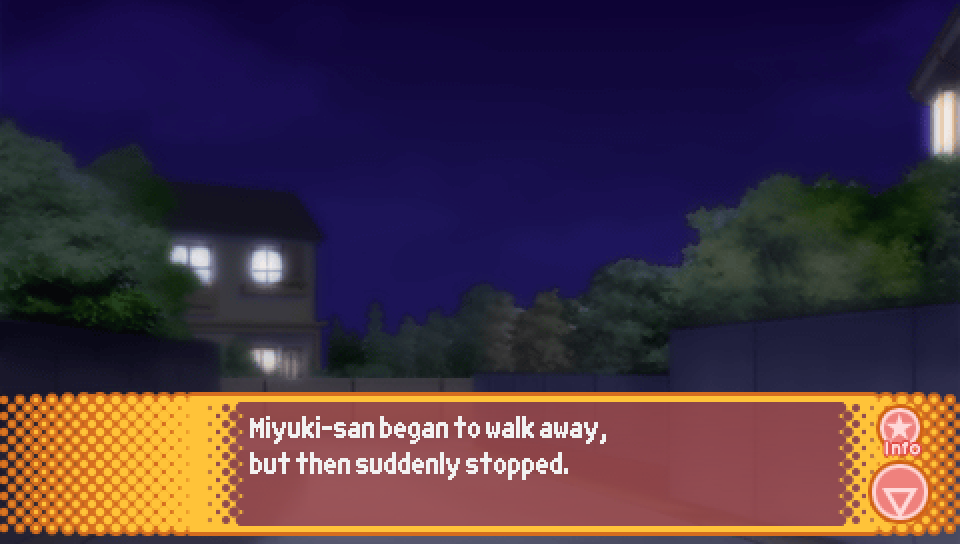 Miyuki-san began to walk away,
but then suddenly stopped.
Info